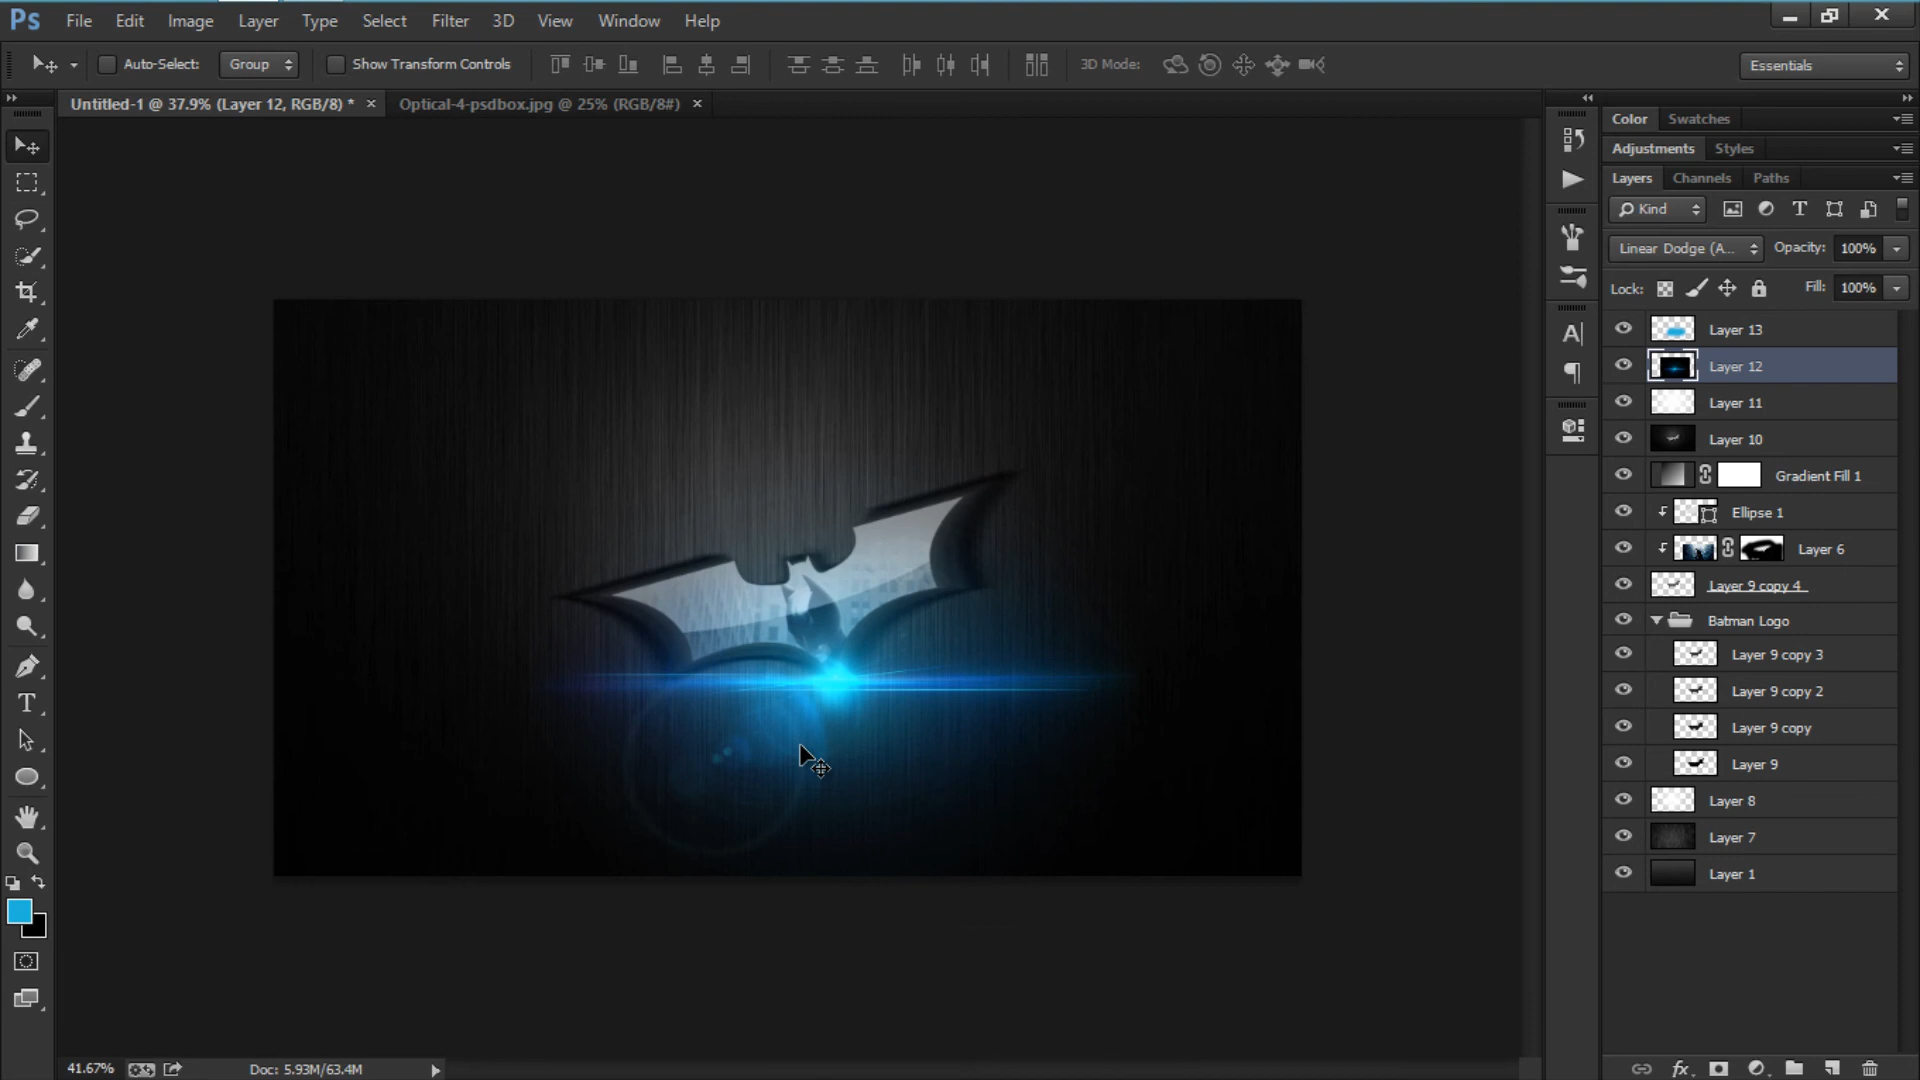 Ps File Edit Image Layer Type Select Filter 3D View Window Help
Auto-Select: Group Show Transform Controls 3D Mode: Essentials
Untitled-1 @ 37.9% (Layer 12, RGB/8) * × Optical-4-psdbox.jpg @ 25% (RGB/8#) ×
Color Swatches
Adjustments Styles
Layers Channels Paths
Kind
Linear Dodge (A... Opacity: 100%
Lock: Fill: 100%
Layer 13
Layer 12
Layer 11
Layer 10
Gradient Fill 1
Ellipse 1
Layer 6
Layer 9 copy 4
Batman Logo
Layer 9 copy 3
Layer 9 copy 2
Layer 9 copy
Layer 9
Layer 8
Layer 7
Layer 1
41.67% Doc: 5.93M/63.4M